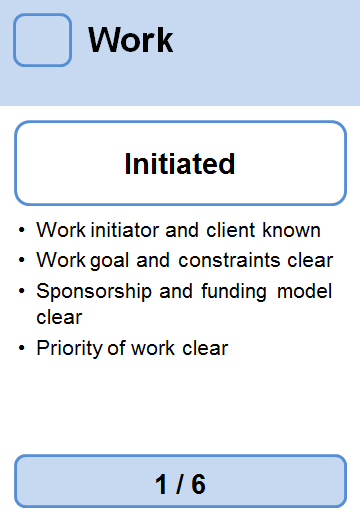 Work
Initiated
• Work initiator and client known
• Work goal and constraints clear
• Sponsorship and funding model
clear
• Priority of work clear
1 / 6